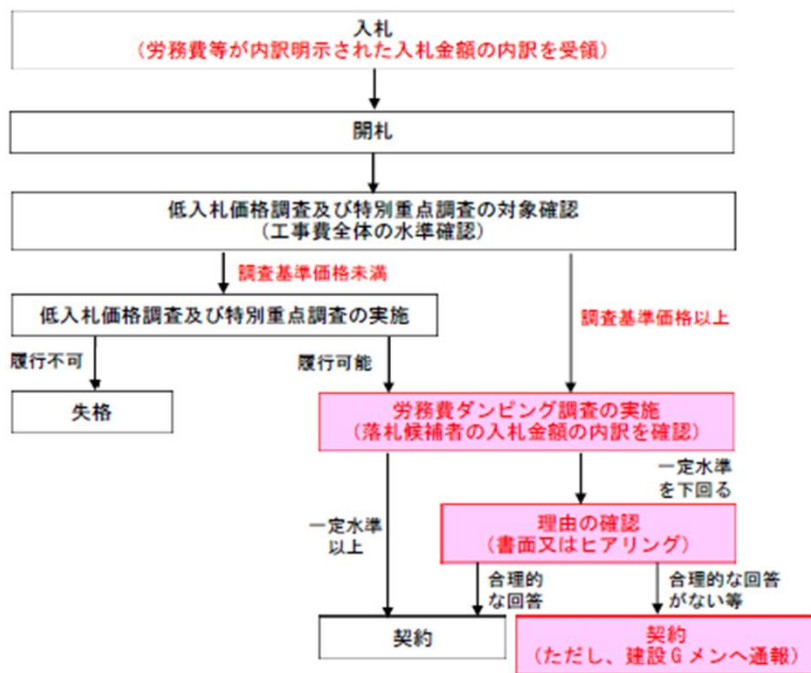 入札
（労務費等が内訳明示された入札金額の内訳を受領）
開札
低入札価格調査及び特別重点調査の対象確認
（工事費全体の水準確認）
調査基準価格未満
低入札価格調査及び特別重点調査の実施
調査基準価格以上
履行不可
履行可能
失格
労務費ダンピング調査の実施
（落札候補者の入札金額の内訳を確認）
一定水準
を下回る
一定水準
以上
理由の確認
（書面又はヒアリング）
合理的
な回答
合理的な回答
がない等
契約
契約
（ただし、建設Ｇメンへ通報）